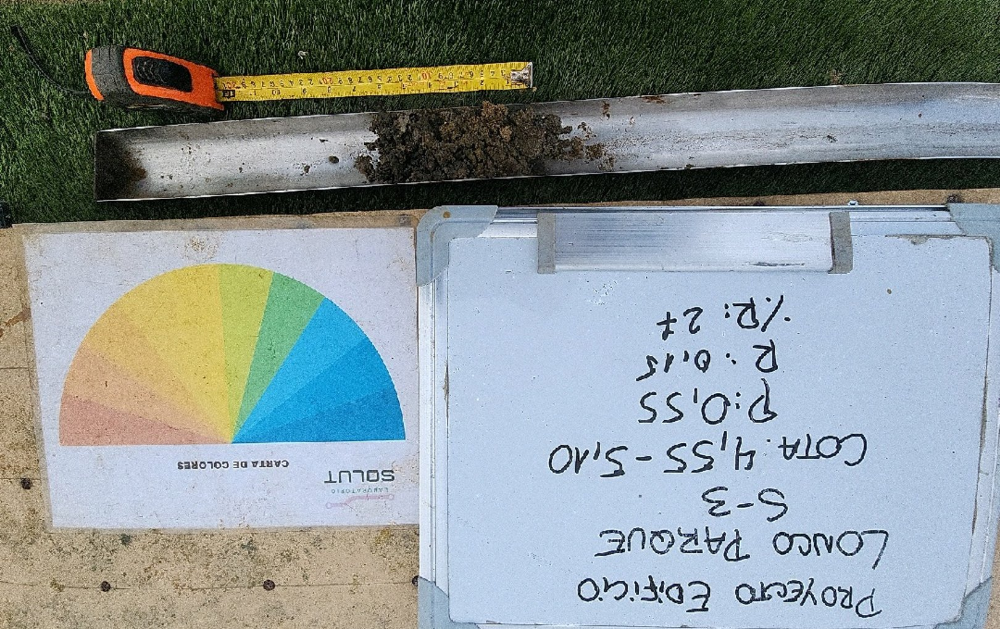 PROYECTO EDIFICIO
LONCO PARQUE
S-3
COTA: 4,55 - 5,10
P: 0,55
R: 0,15
%R: 27
LABORATORIO
SOLUT
CARTA DE COLORES